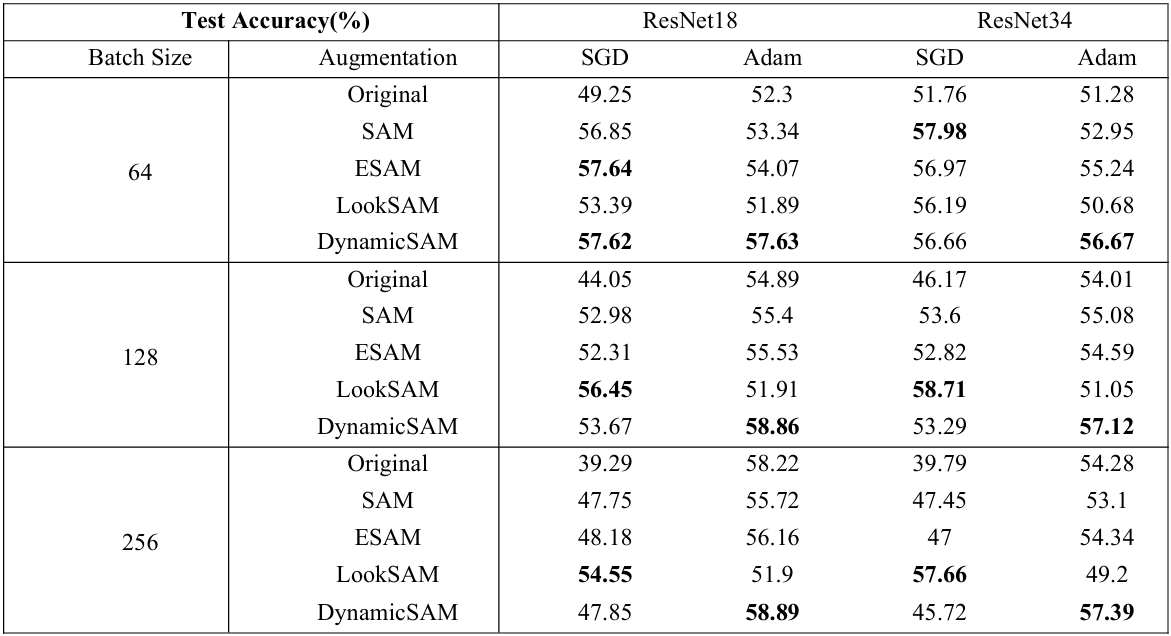 Test Accuracy(%) ResNet18 ResNet34
Batch Size Augmentation SGD Adam SGD Adam
Original 49.25 52.3 51.76 51.28
SAM 56.85 53.34 57.98 52.95
64 ESAM 57.64 54.07 56.97 55.24
LookSAM 53.39 51.89 56.19 50.68
DynamicSAM 57.62 57.63 56.66 56.67
Original 44.05 54.89 46.17 54.01
SAM 52.98 55.4 53.6 55.08
128 ESAM 52.31 55.53 52.82 54.59
LookSAM 56.45 51.91 58.71 51.05
DynamicSAM 53.67 58.86 53.29 57.12
Original 39.29 58.22 39.79 54.28
SAM 47.75 55.72 47.45 53.1
256 ESAM 48.18 56.16 47 54.34
LookSAM 54.55 51.9 57.66 49.2
DynamicSAM 47.85 58.89 45.72 57.39